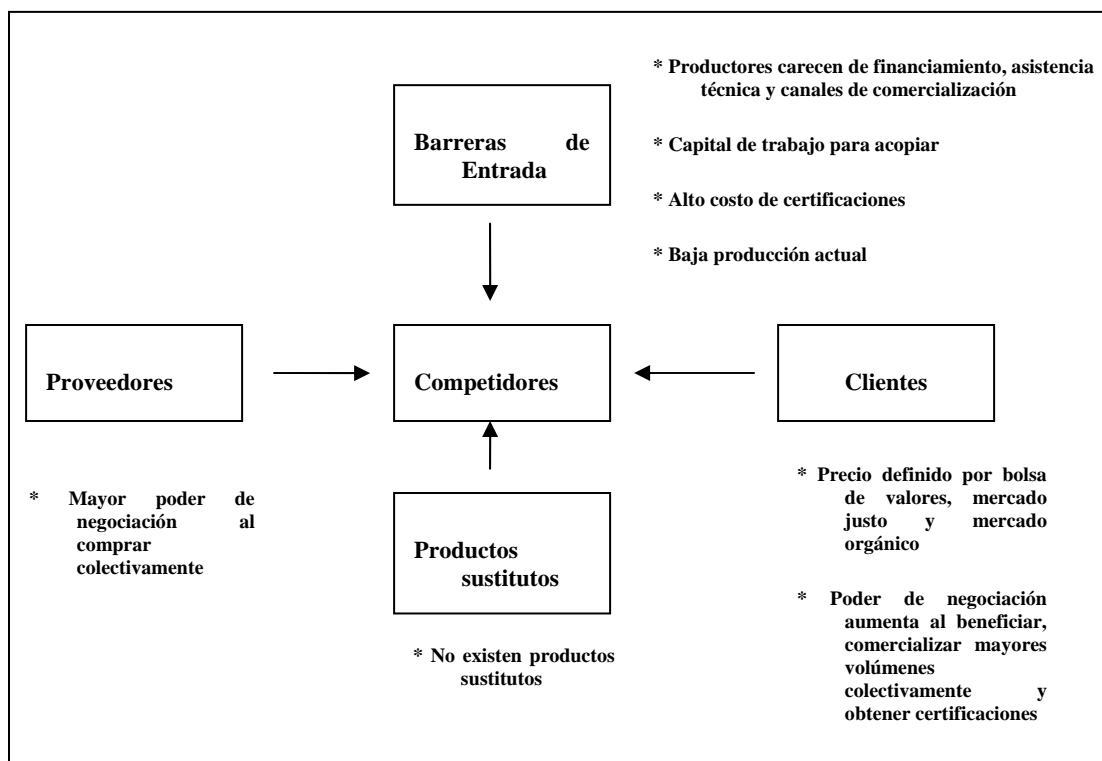 * Productores carecen de financiamiento, asistencia
técnica y canales de comercialización
Barreras de
Entrada
* Capital de trabajo para acopiar
* Alto costo de certificaciones
* Baja producción actual
Proveedores
Competidores
Clientes
* Mayor poder de
negociación al
comprar
colectivamente
Productos
sustitutos
* No existen productos
sustitutos
* Precio definido por bolsa
de valores, mercado
justo y mercado
orgánico
* Poder de negociación
aumenta al beneficiar,
comercializar mayores
volúmenes
colectivamente y
obtener certificaciones